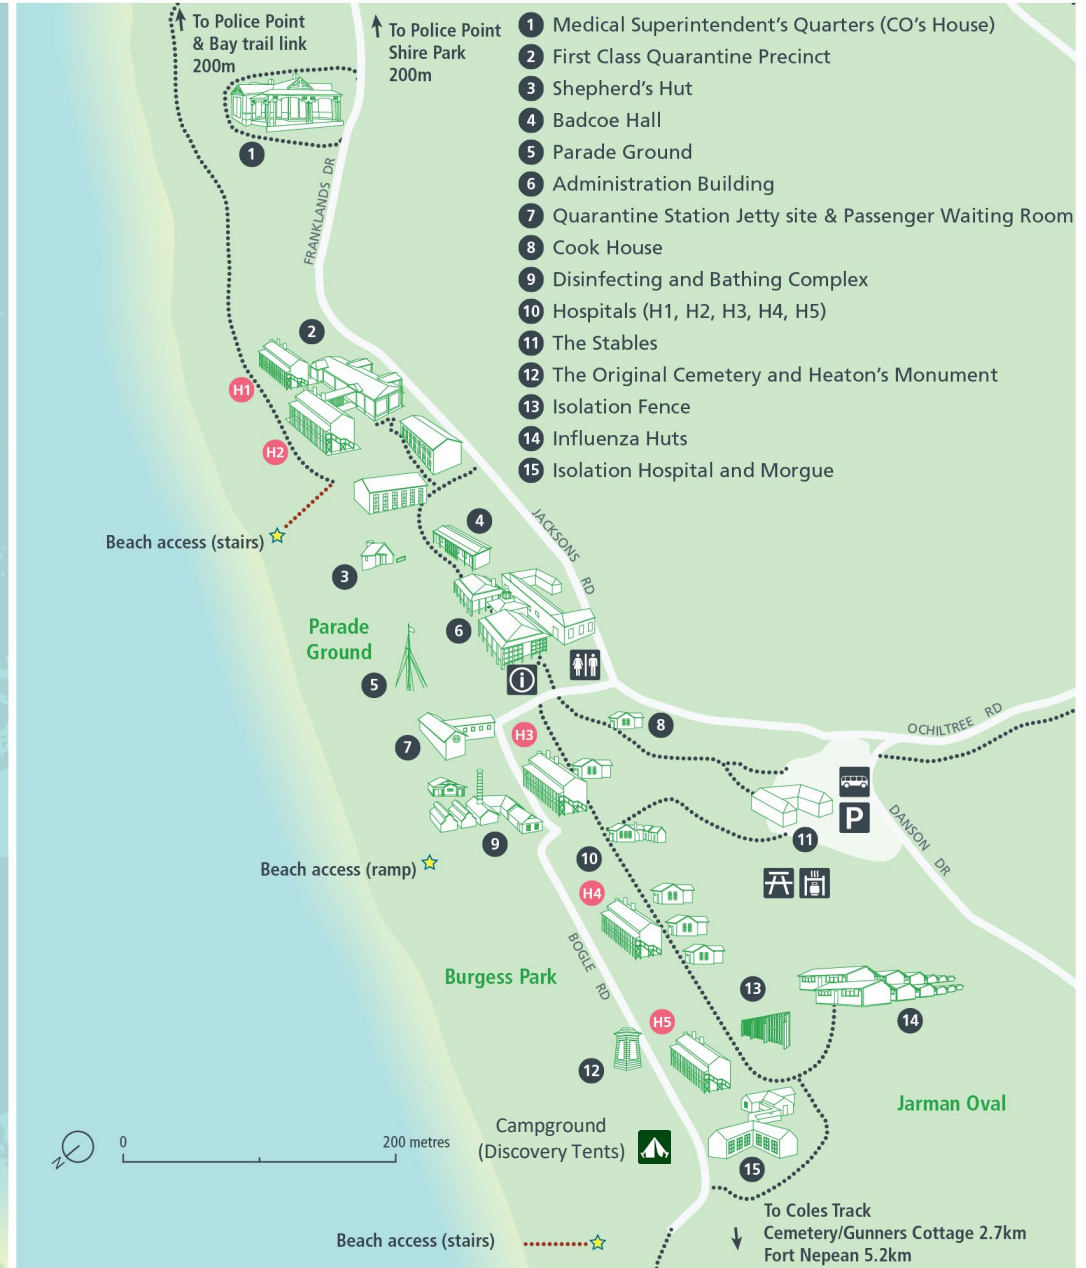 To Police Point
& Bay trail link
200m
To Police Point
Shire Park
200m
1 Medical Superintendent's Quarters (CO's House)
2 First Class Quarantine Precinct
3 Shepherd's Hut
4 Badcoe Hall
5 Parade Ground
6 Administration Building
7 Quarantine Station Jetty site & Passenger Waiting Room
8 Cook House
9 Disinfecting and Bathing Complex
10 Hospitals (H1, H2, H3, H4, H5)
11 The Stables
12 The Original Cemetery and Heaton's Monument
13 Isolation Fence
14 Influenza Huts
15 Isolation Hospital and Morgue
1
FRANKLANDS DR
2
H1
H2
Beach access (stairs)
4
JACKSONS RD
3
Parade
Ground
6
5
i
8
OCHILTREE RD
H3
7
P
DANSON DR
9
11
10
Beach access (ramp)
H4
BOGLE RD
Burgess Park
13
14
H5
12
Jarman Oval
Campground
(Discovery Tents)
15
N
0
200 metres
To Coles Track
Cemetery/Gunners Cottage 2.7km
Fort Nepean 5.2km
Beach access (stairs)